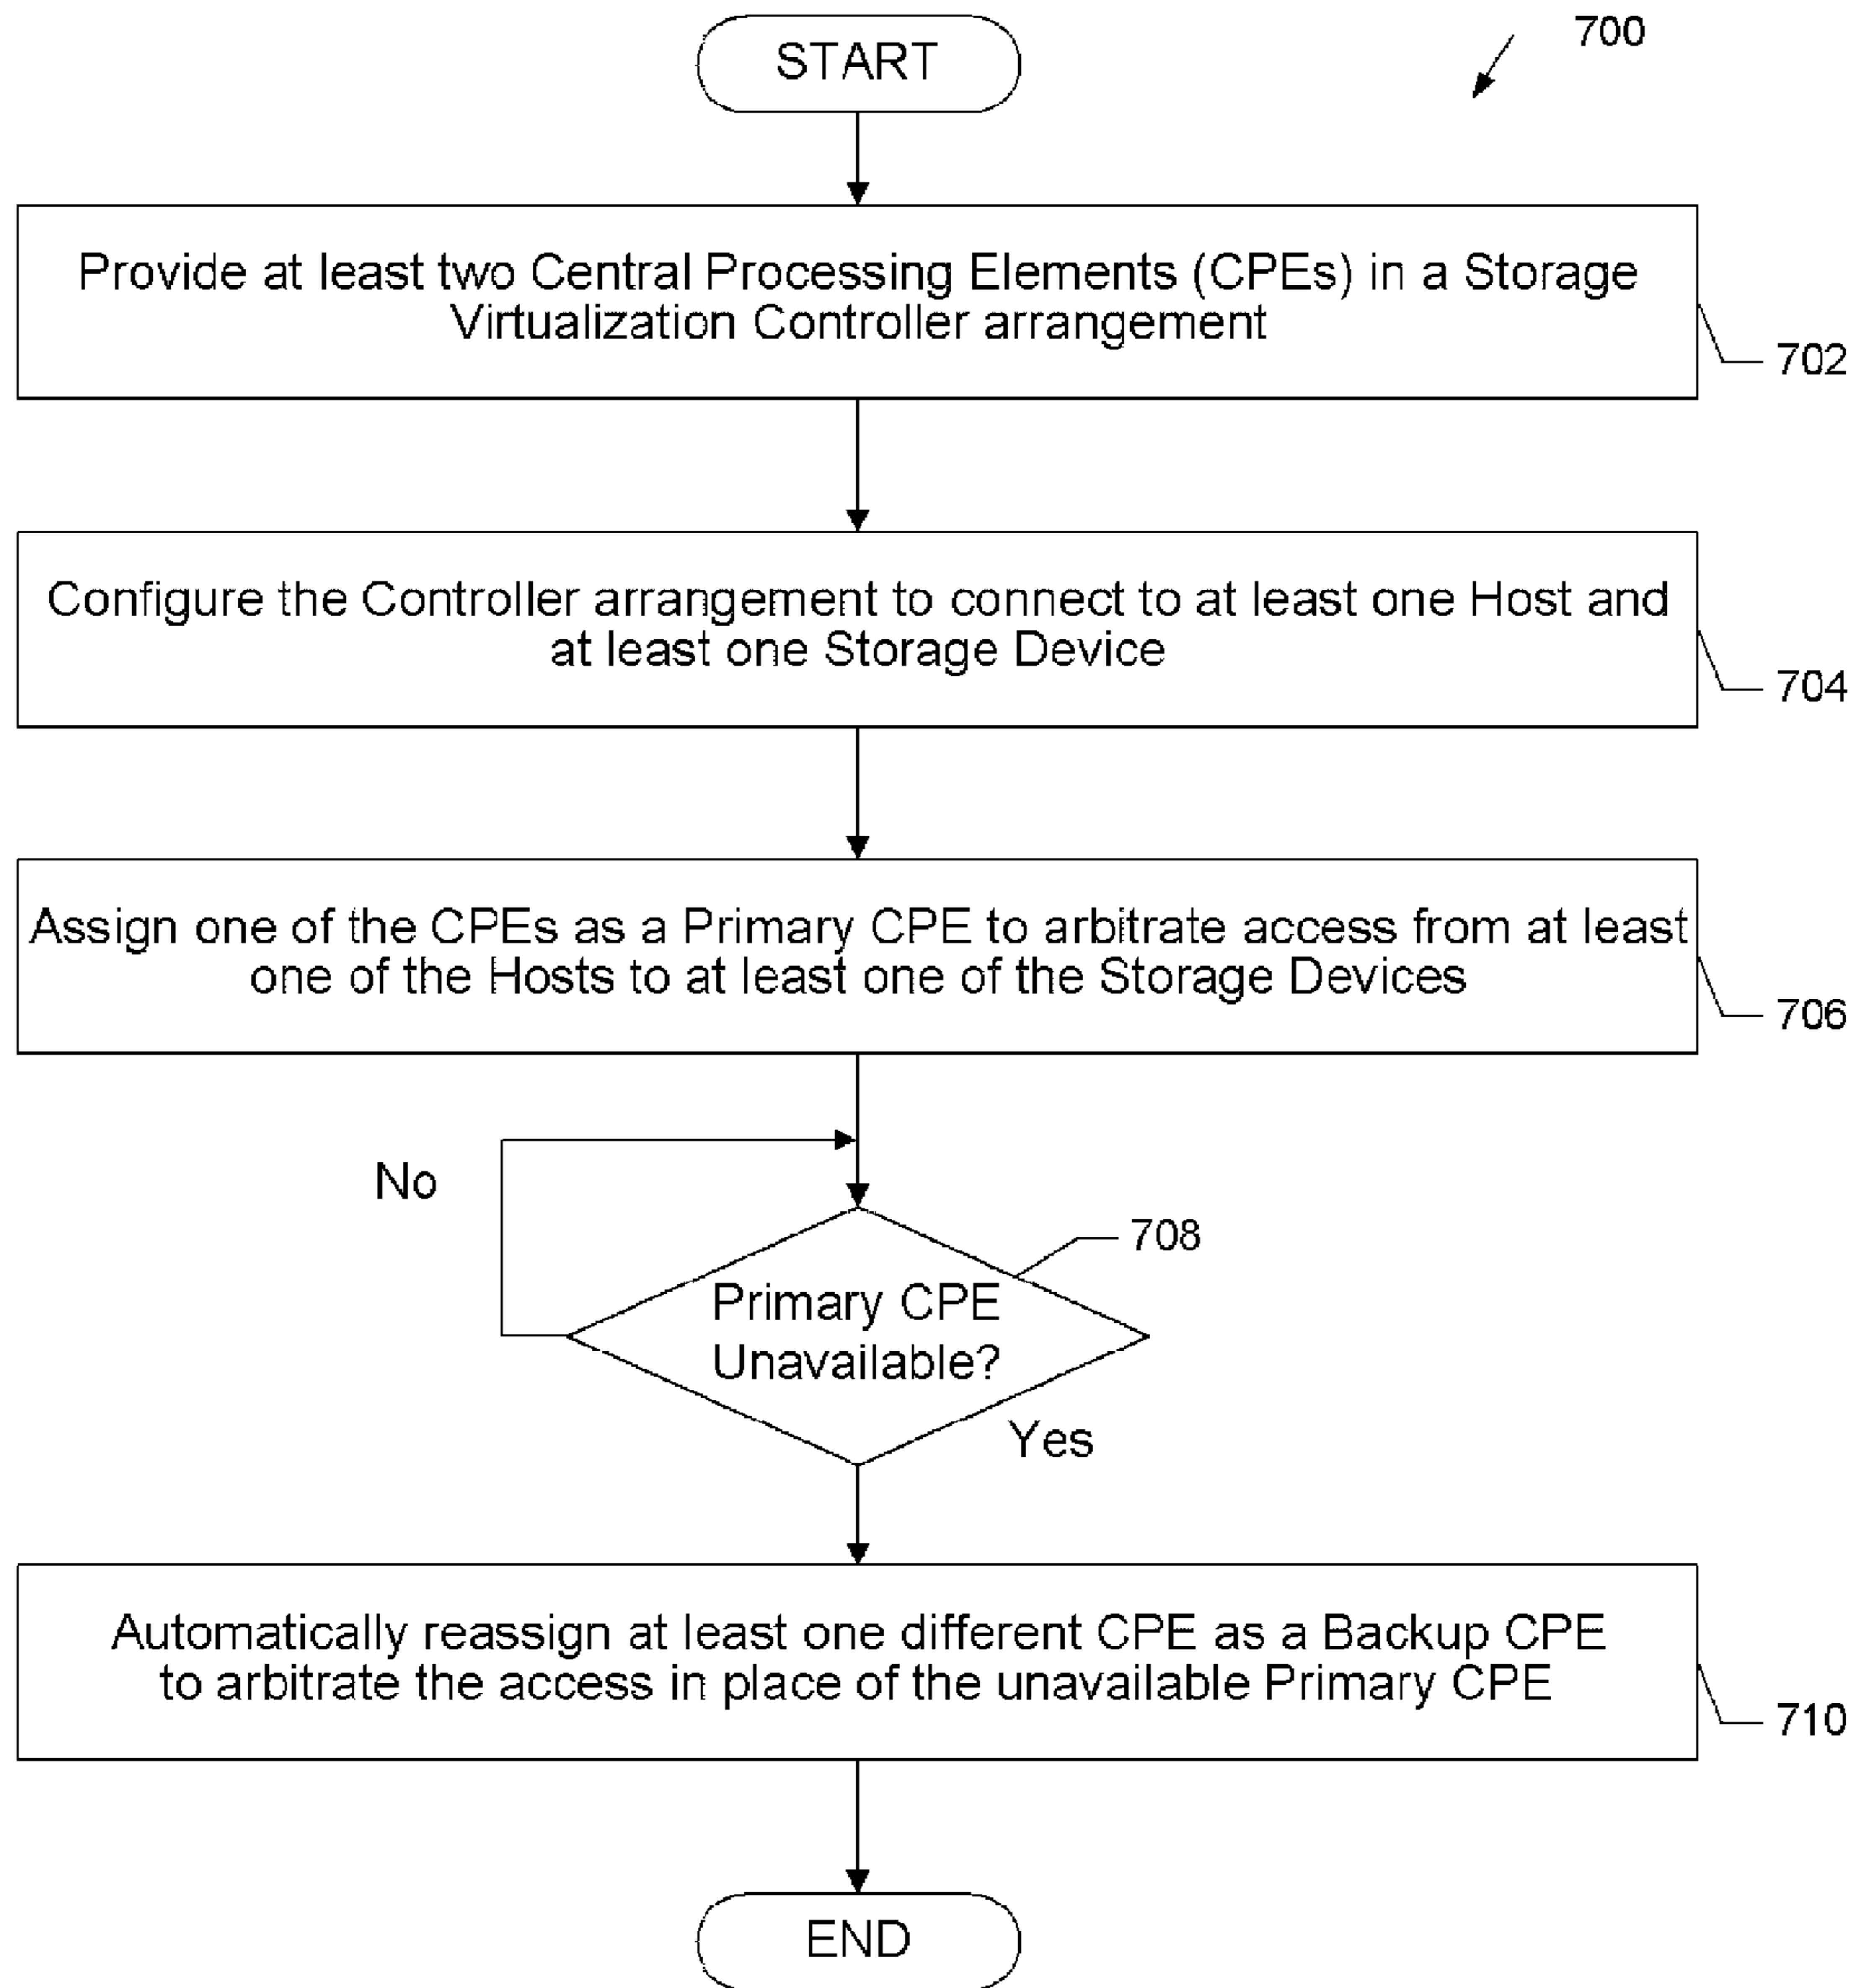 START
700
Provide at least two Central Processing Elements (CPEs) in a Storage
Virtualization Controller arrangement
702
Configure the Controller arrangement to connect to at least one Host and
at least one Storage Device
704
Assign one of the CPEs as a Primary CPE to arbitrate access from at least
one of the Hosts to at least one of the Storage Devices
706
No
708
Primary CPE
Unavailable?
Yes
Automatically reassign at least one different CPE as a Backup CPE
to arbitrate the access in place of the unavailable Primary CPE
710
END